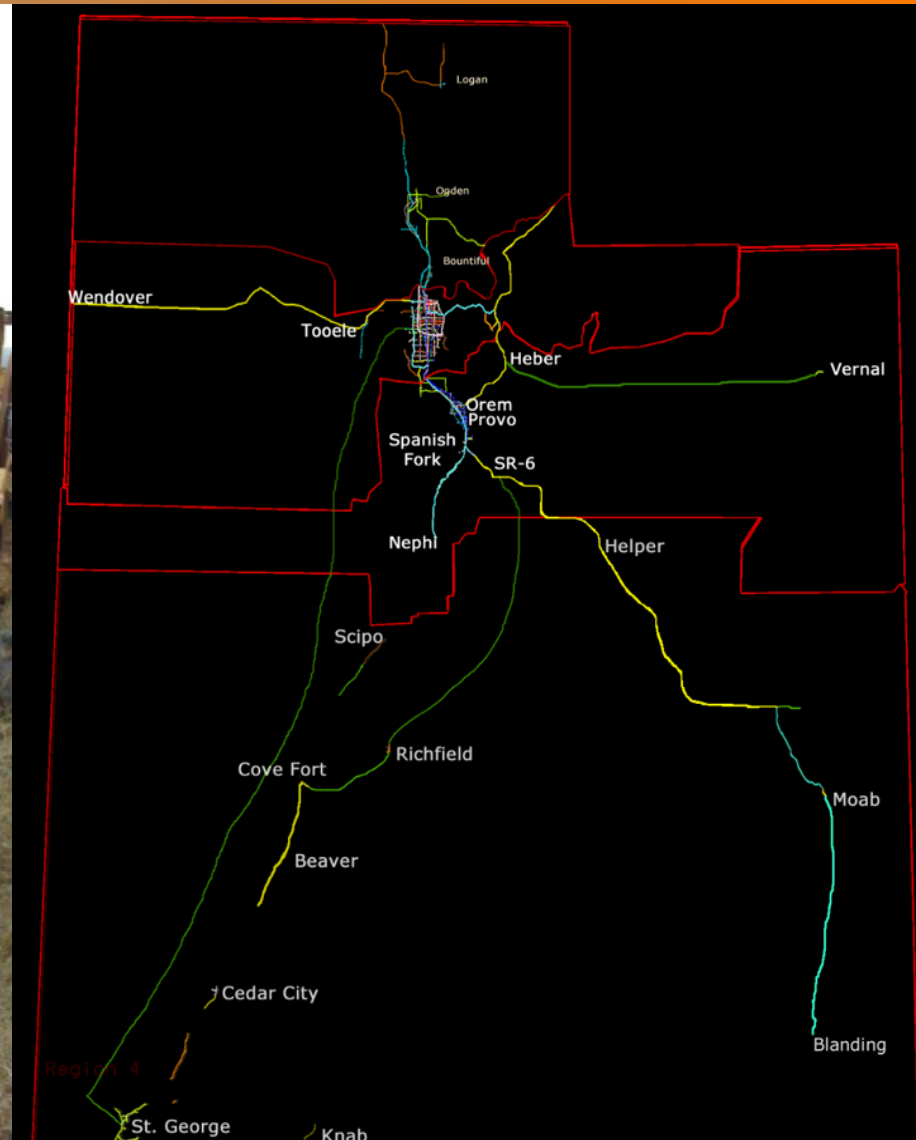 Logan
Ogden
Bountiful
Wendover
Tooele
Heber
Vernal
Orem
Provo
Spanish
Fork
SR-6
Nephi
Helper
Scipo
Richfield
Cove Fort
Moab
Beaver
Cedar City
Blanding
Region 4
St. George
Knab